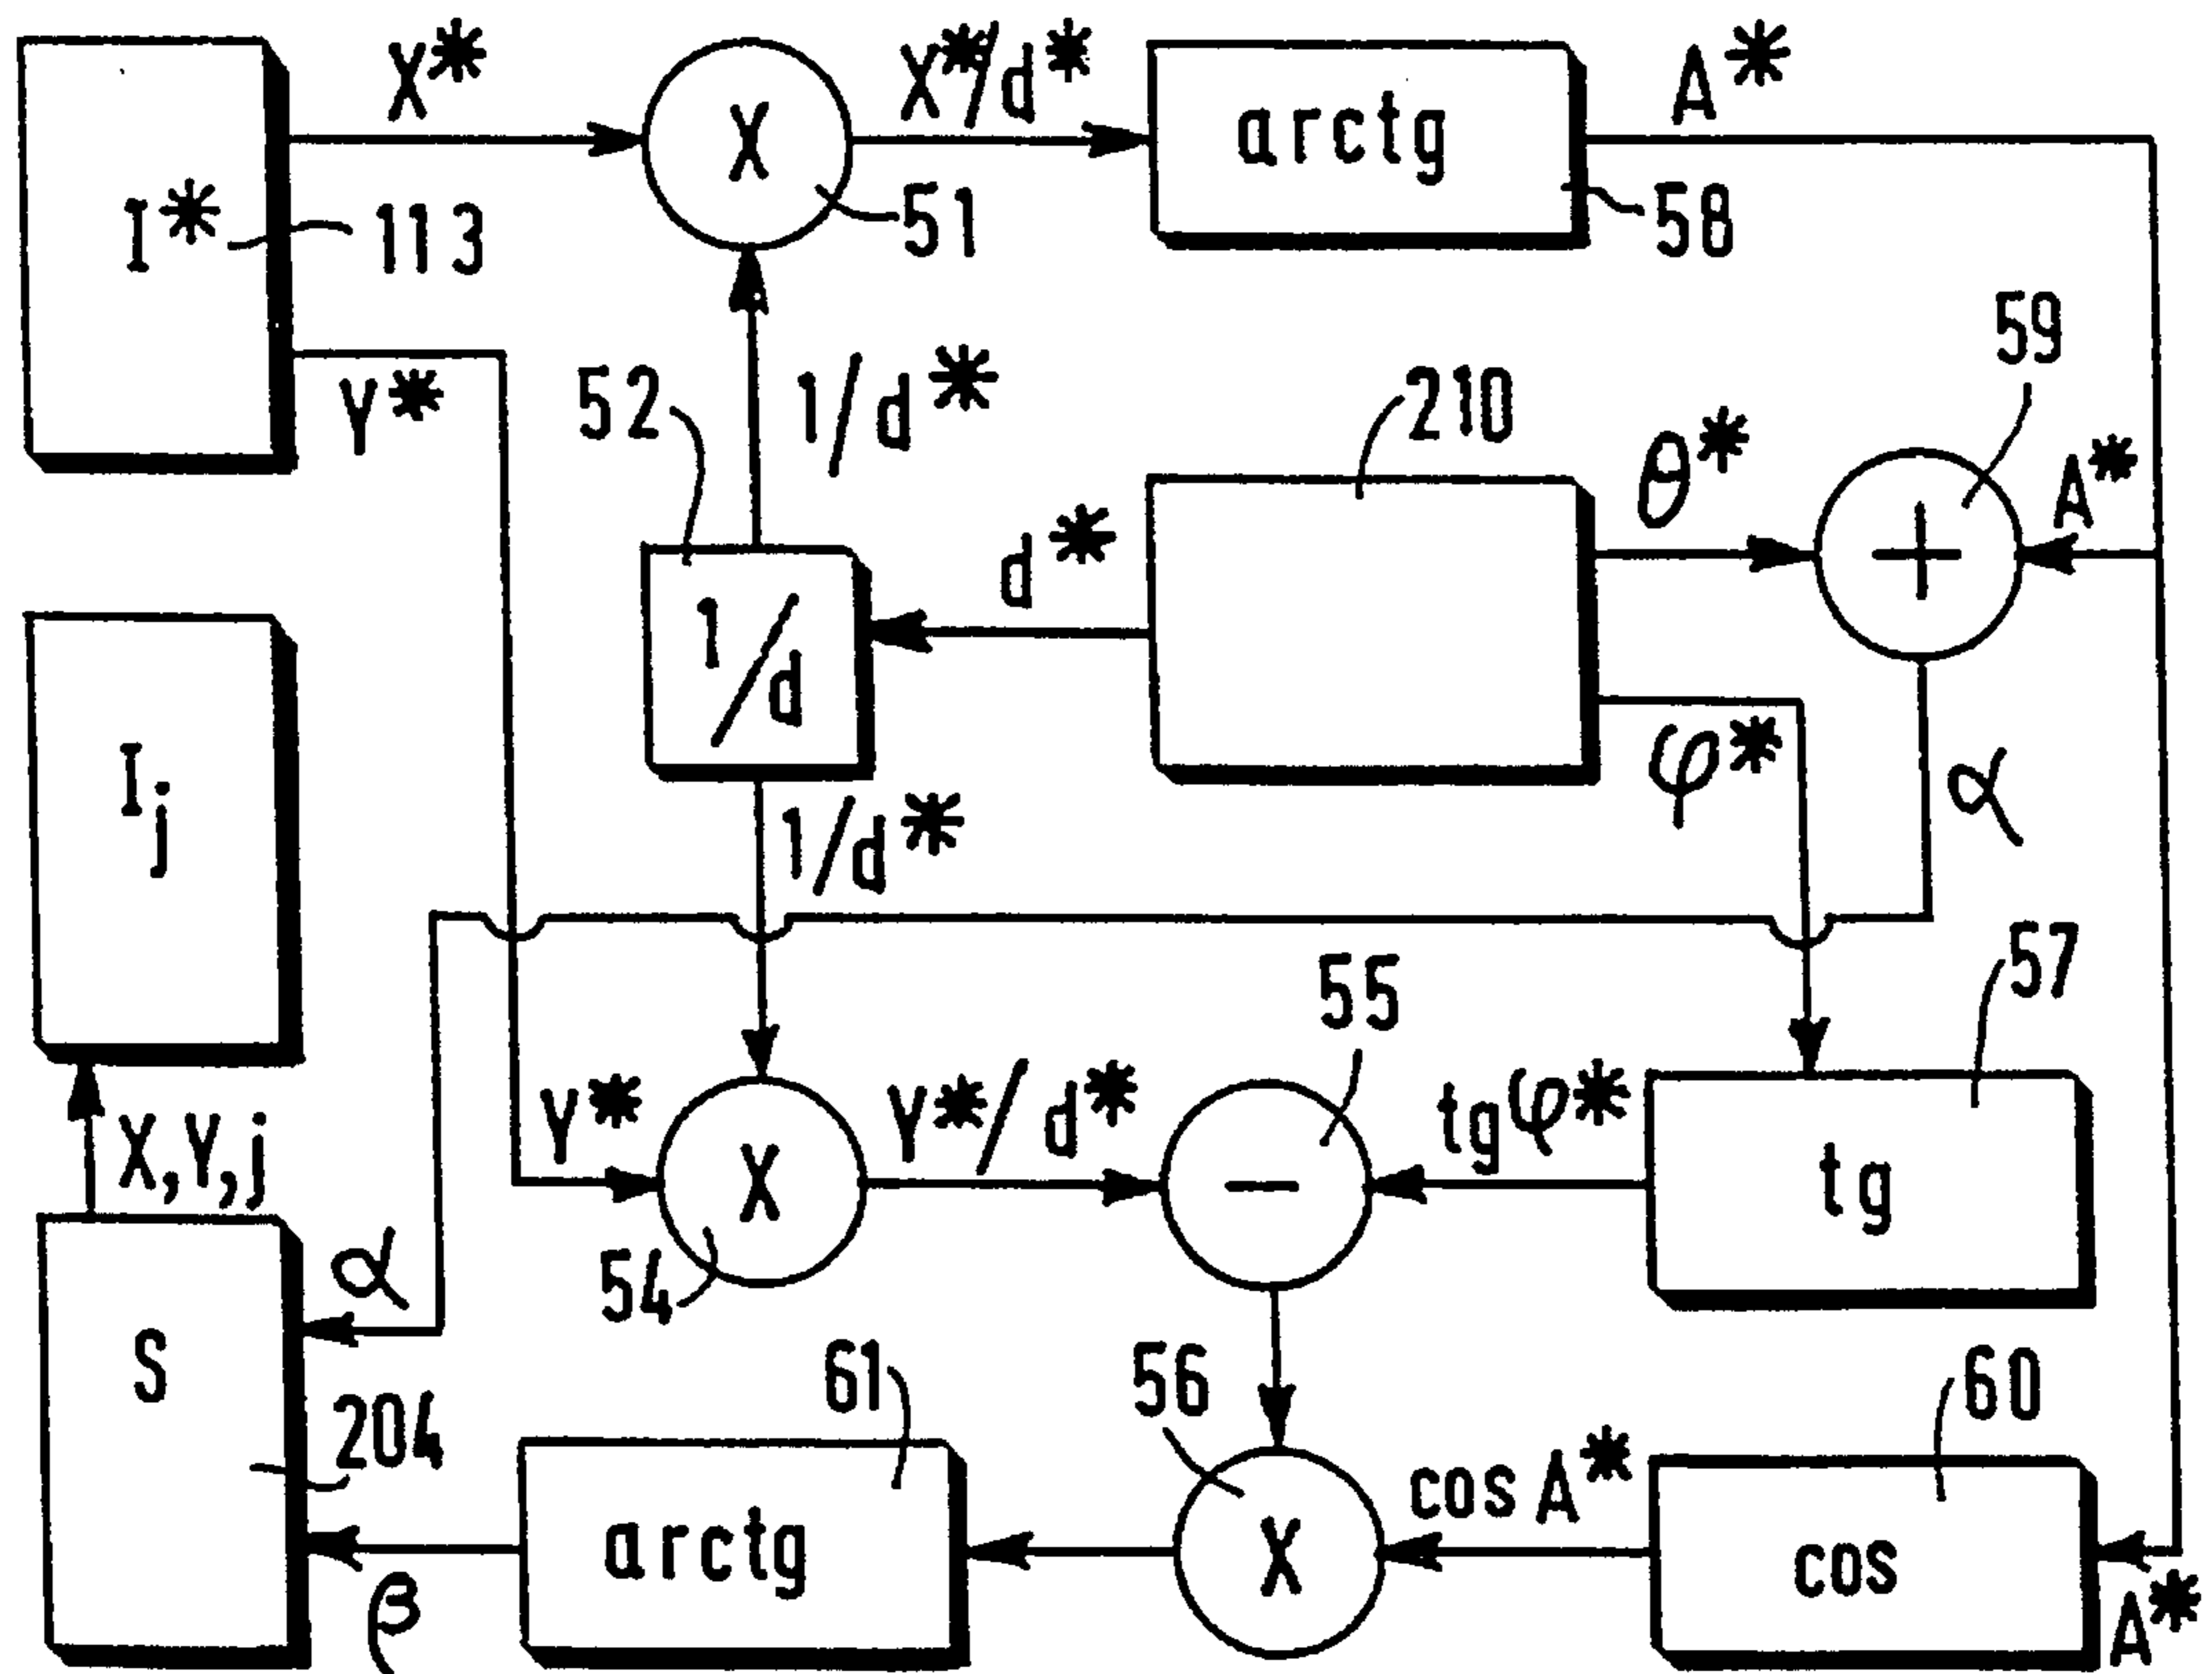 X*
X*/d*
A*
I*
113
X
51
arctg
58
59
Y*
52
1/d*
210
θ*
A*
d*
+
1/d
Ij
φ*
α
1/d*
55
57
X,Y,j
Y*
Y*/d*
tgφ*
X
−
tg
54
α
S
204
61
56
60
cos A*
arctg
X
cos
β
A*